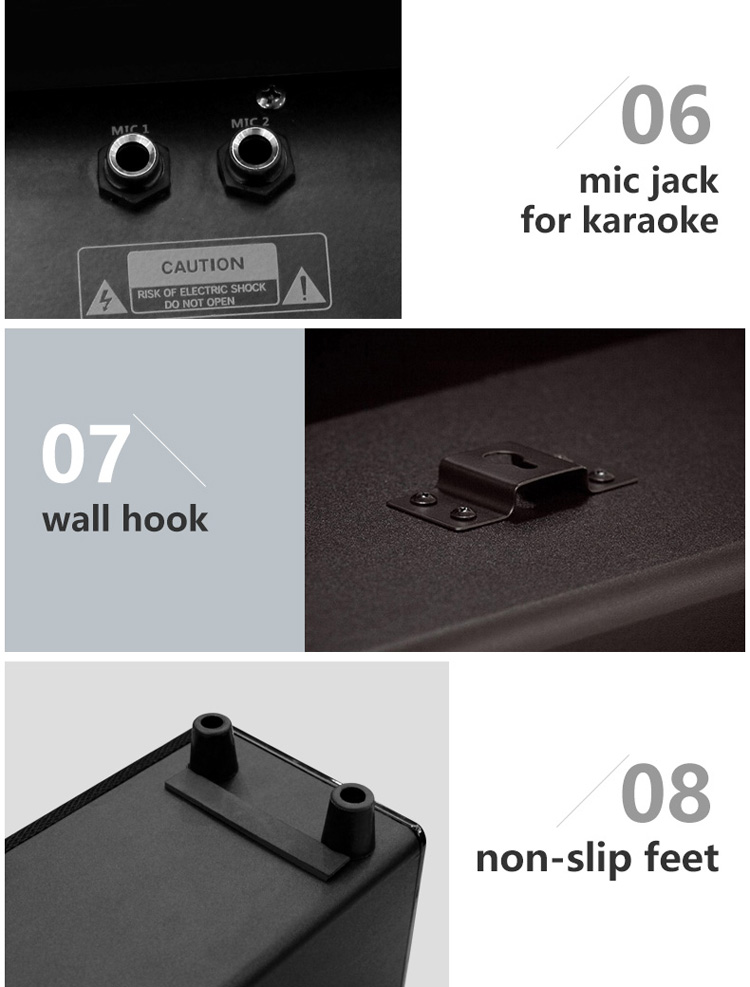 MIC 1
MIC 2
CAUTION
RISK OF ELECTRIC SHOCK
DO NOT OPEN
06
mic jack
for karaoke
07
wall hook
08
non-slip feet